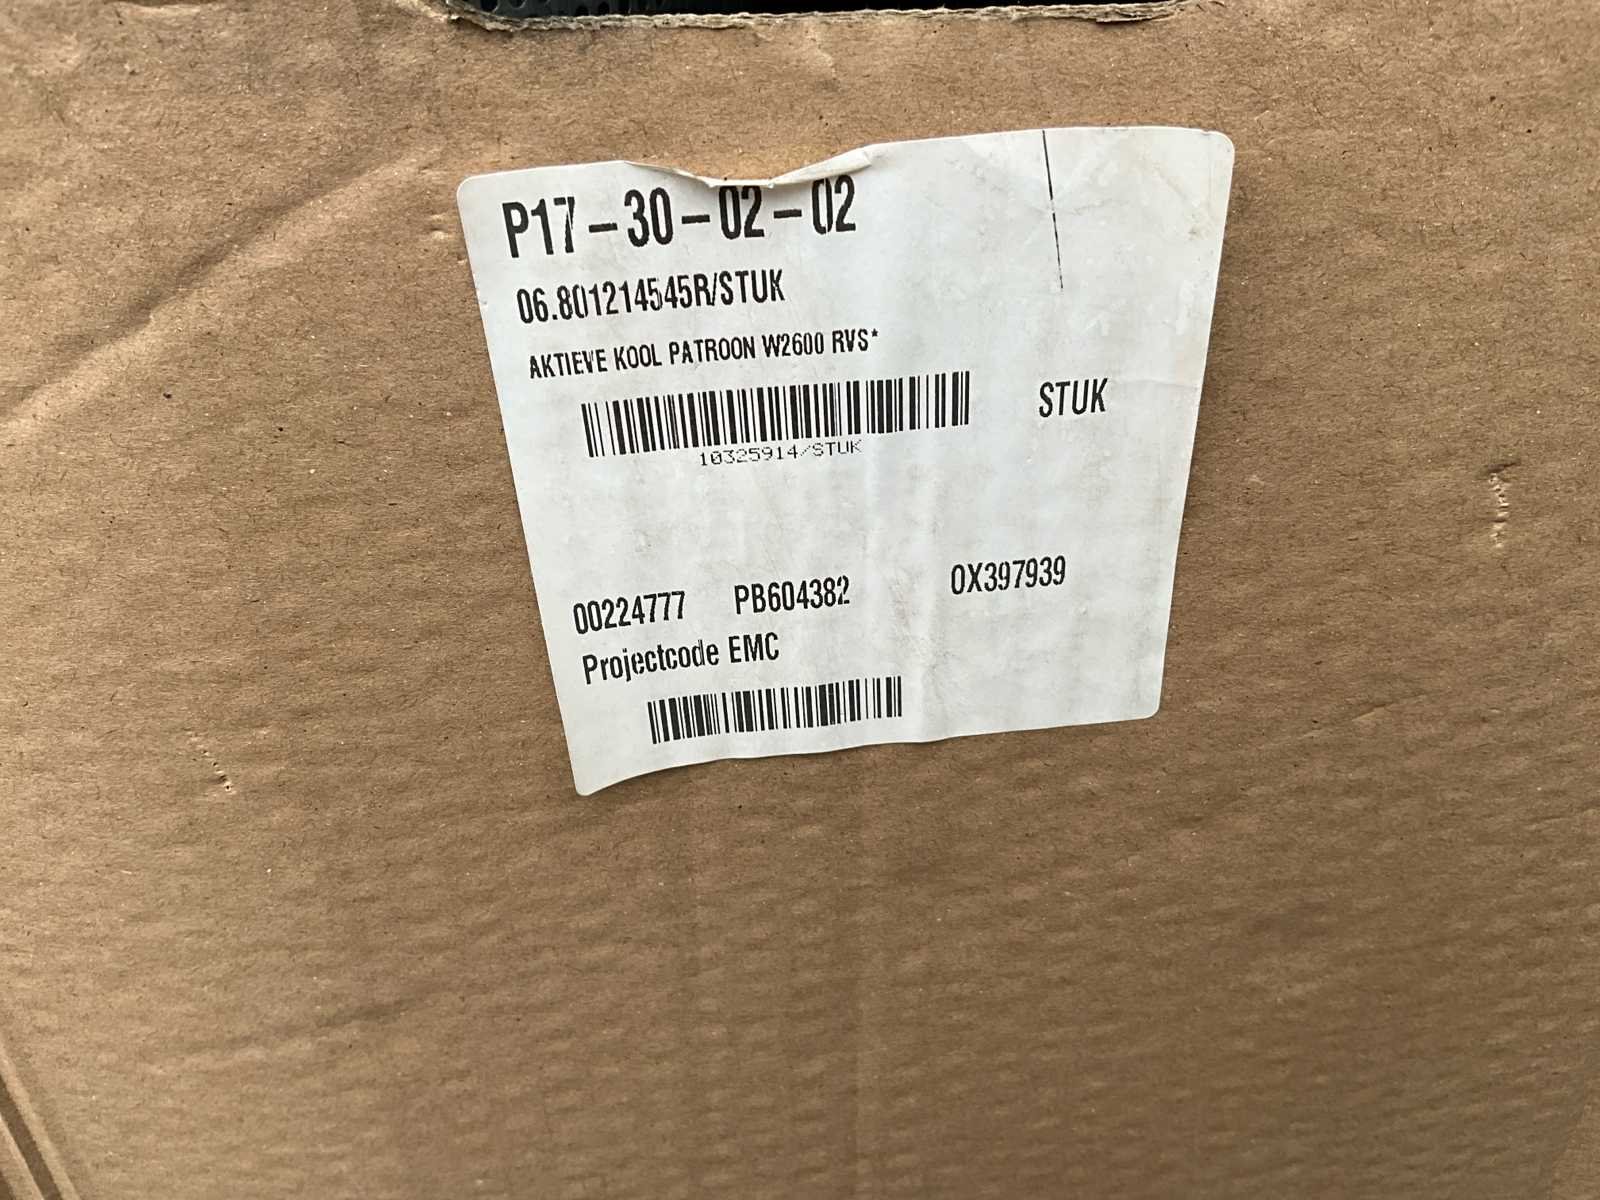 P17-30-02-02
06.801214545R/STUK
AKTIEVE KOOL PATROON W2600 RVS*
STUK
10325914/STUK
00224777 PB604382 OX397939
Projectcode EMC